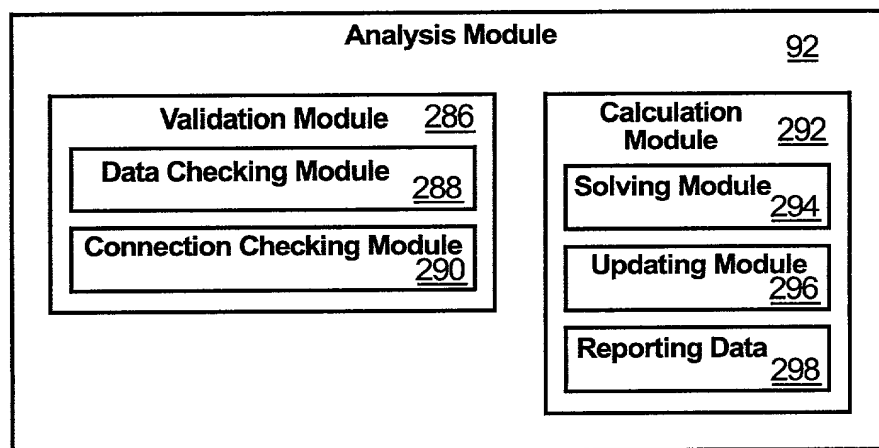 Analysis Module 92
Validation Module 286
Data Checking Module
288
Connection Checking Module
290
Calculation
Module 292
Solving Module
294
Updating Module
296
Reporting Data
298